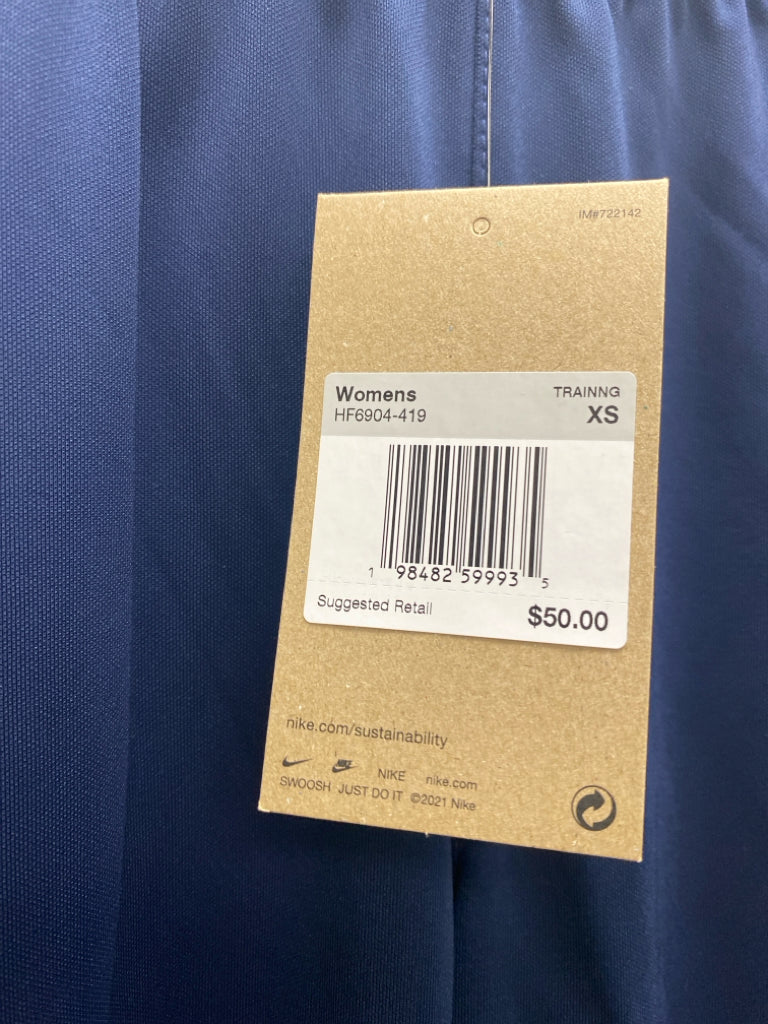 IM#722142
Womens TRAINNG
HF6904-419 XS
1 98482 59993 5
Suggested Retail $50.00
nike.com/sustainability
NIKE nike.com
SWOOSH JUST DO IT ©2021 Nike